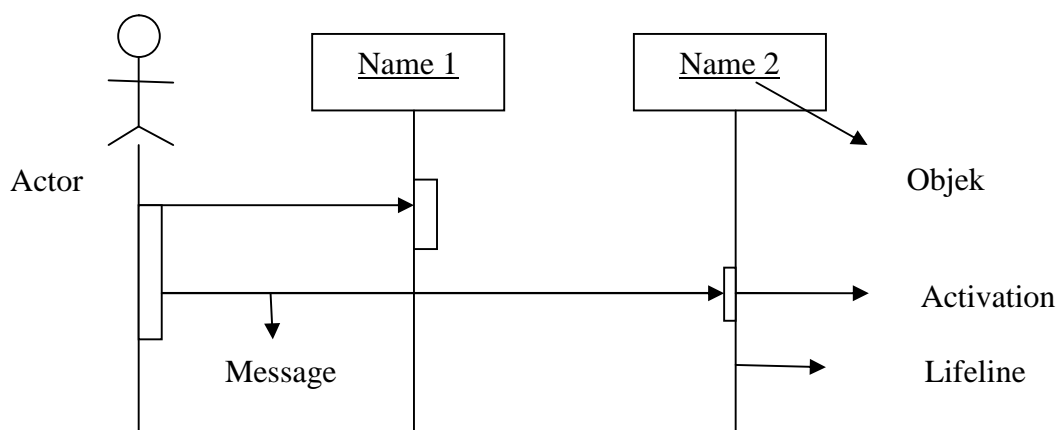 Name 1
Name 2
Actor
Objek
Activation
Message
Lifeline